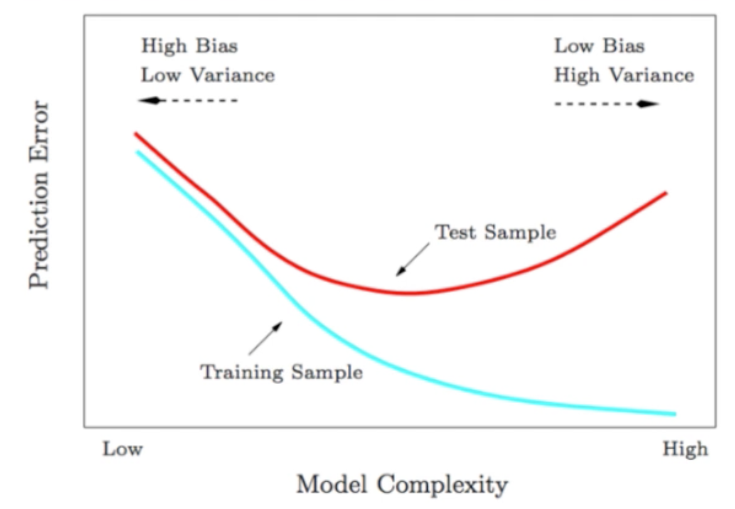 High Bias
Low Variance
Low Bias
High Variance
Prediction Error
Test Sample
Training Sample
Low
High
Model Complexity